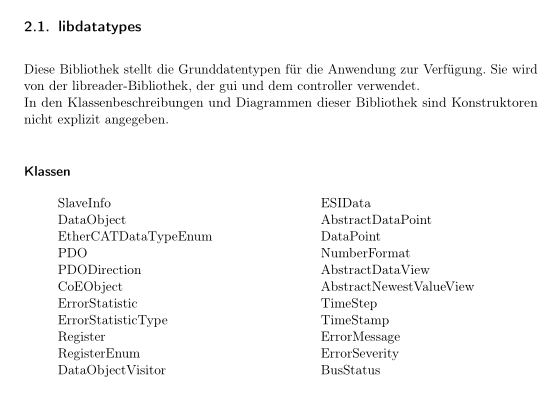 2.1. libdatatypes
Diese Bibliothek stellt die Grunddatentypen für die Anwendung zur Verfügung. Sie wird
von der libreader-Bibliothek, der gui und dem controller verwendet.
In den Klassenbeschreibungen und Diagrammen dieser Bibliothek sind Konstruktoren
nicht explizit angegeben.
Klassen
SlaveInfo
DataObject
EtherCATDataTypeEnum
PDO
PDODirection
CoEObject
ErrorStatistic
ErrorStatisticType
Register
RegisterEnum
DataObjectVisitor
ESIData
AbstractDataPoint
DataPoint
NumberFormat
AbstractDataView
AbstractNewestValueView
TimeStep
TimeStamp
ErrorMessage
ErrorSeverity
BusStatus